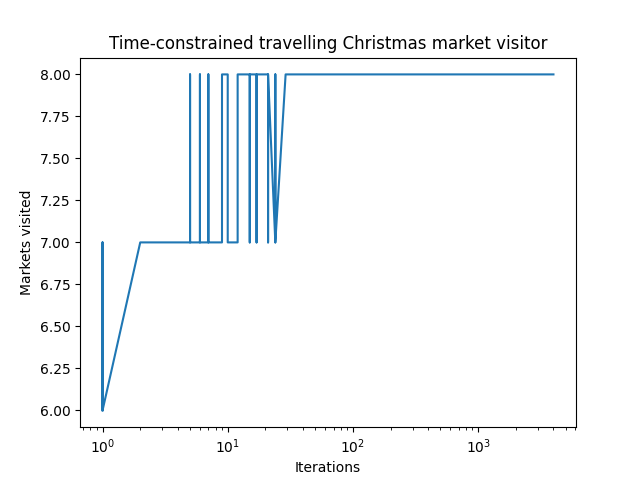 Time-constrained travelling Christmas market visitor
8.00
7.75
7.50
7.25
7.00
6.75
6.50
6.25
6.00
Markets visited
10⁰ 10¹ 10² 10³
Iterations